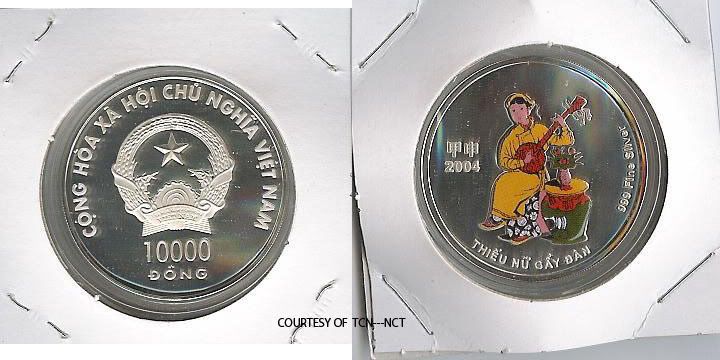 CỘNG HÒA XÃ HỘI CHỦ NGHĨA VIỆT NAM
10000
ĐỒNG
甲申
2004
999 Fine Silver
THIẾU NỮ GẨY ĐÀN
COURTESY OF TCN---NCT